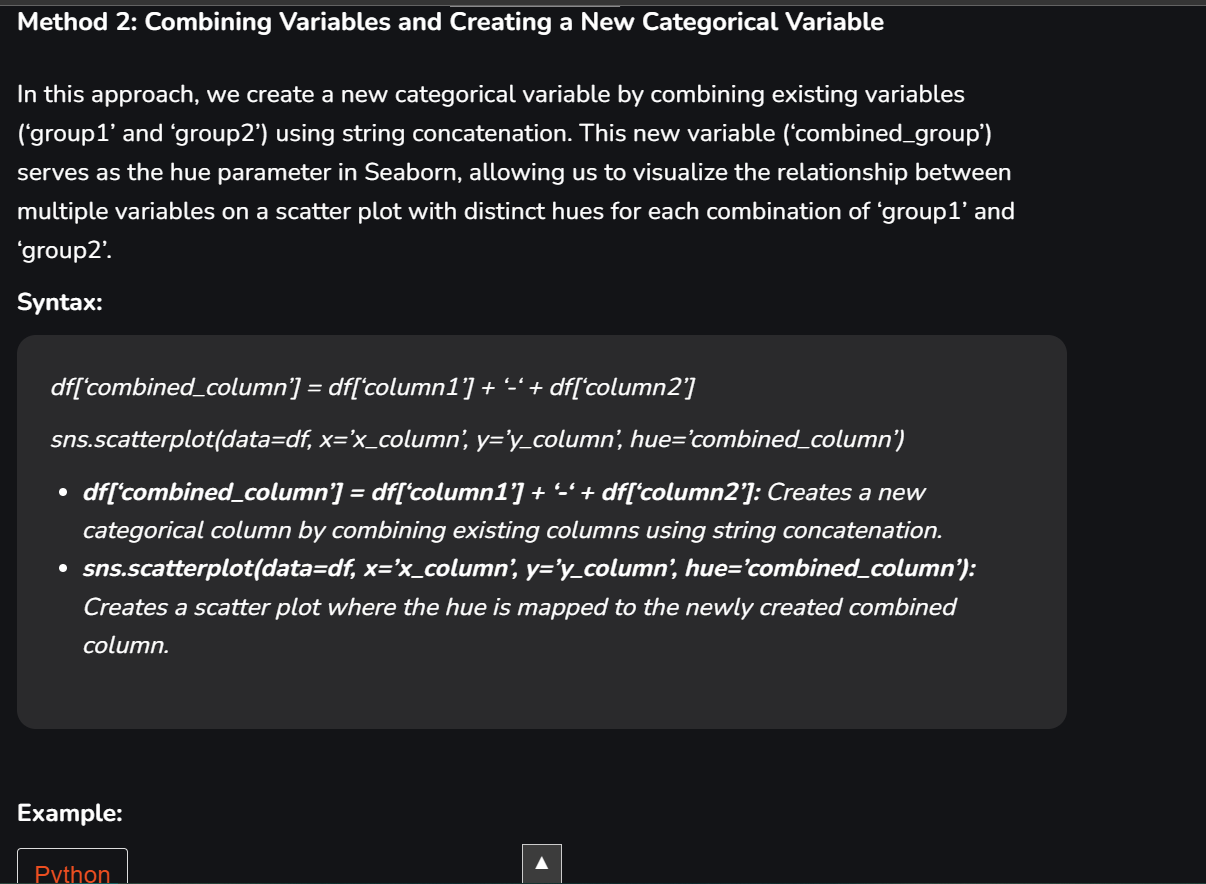 Method 2: Combining Variables and Creating a New Categorical Variable
In this approach, we create a new categorical variable by combining existing variables
(‘group1’ and ‘group2’) using string concatenation. This new variable (‘combined_group’)
serves as the hue parameter in Seaborn, allowing us to visualize the relationship between
multiple variables on a scatter plot with distinct hues for each combination of ‘group1’ and
‘group2’.
Syntax:
df[‘combined_column’] = df[‘column1’] + ‘-‘ + df[‘column2’]
sns.scatterplot(data=df, x=’x_column’, y=’y_column’, hue=’combined_column’)
• df[‘combined_column’] = df[‘column1’] + ‘-‘ + df[‘column2’]: Creates a new
categorical column by combining existing columns using string concatenation.
• sns.scatterplot(data=df, x=’x_column’, y=’y_column’, hue=’combined_column’):
Creates a scatter plot where the hue is mapped to the newly created combined
column.
Example:
Python